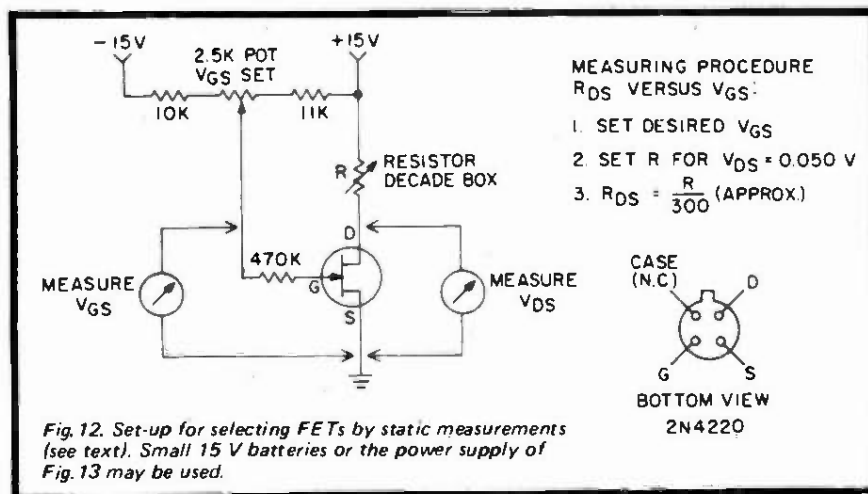 -15V
2.5K POT
VGS SET
+15V
10K
11K
R
RESISTOR
DECADE BOX
D
470K
G
S
MEASURE
VGS
MEASURE
VDS
MEASURING PROCEDURE
RDS VERSUS VGS:
1. SET DESIRED VGS
2. SET R FOR VDS = 0.050 V
3. RDS = R/300 (APPROX.)
CASE
(N.C)
D
G
S
BOTTOM VIEW
2N4220
Fig. 12. Set-up for selecting FETs by static measurements
(see text). Small 15 V batteries or the power supply of
Fig. 13 may be used.